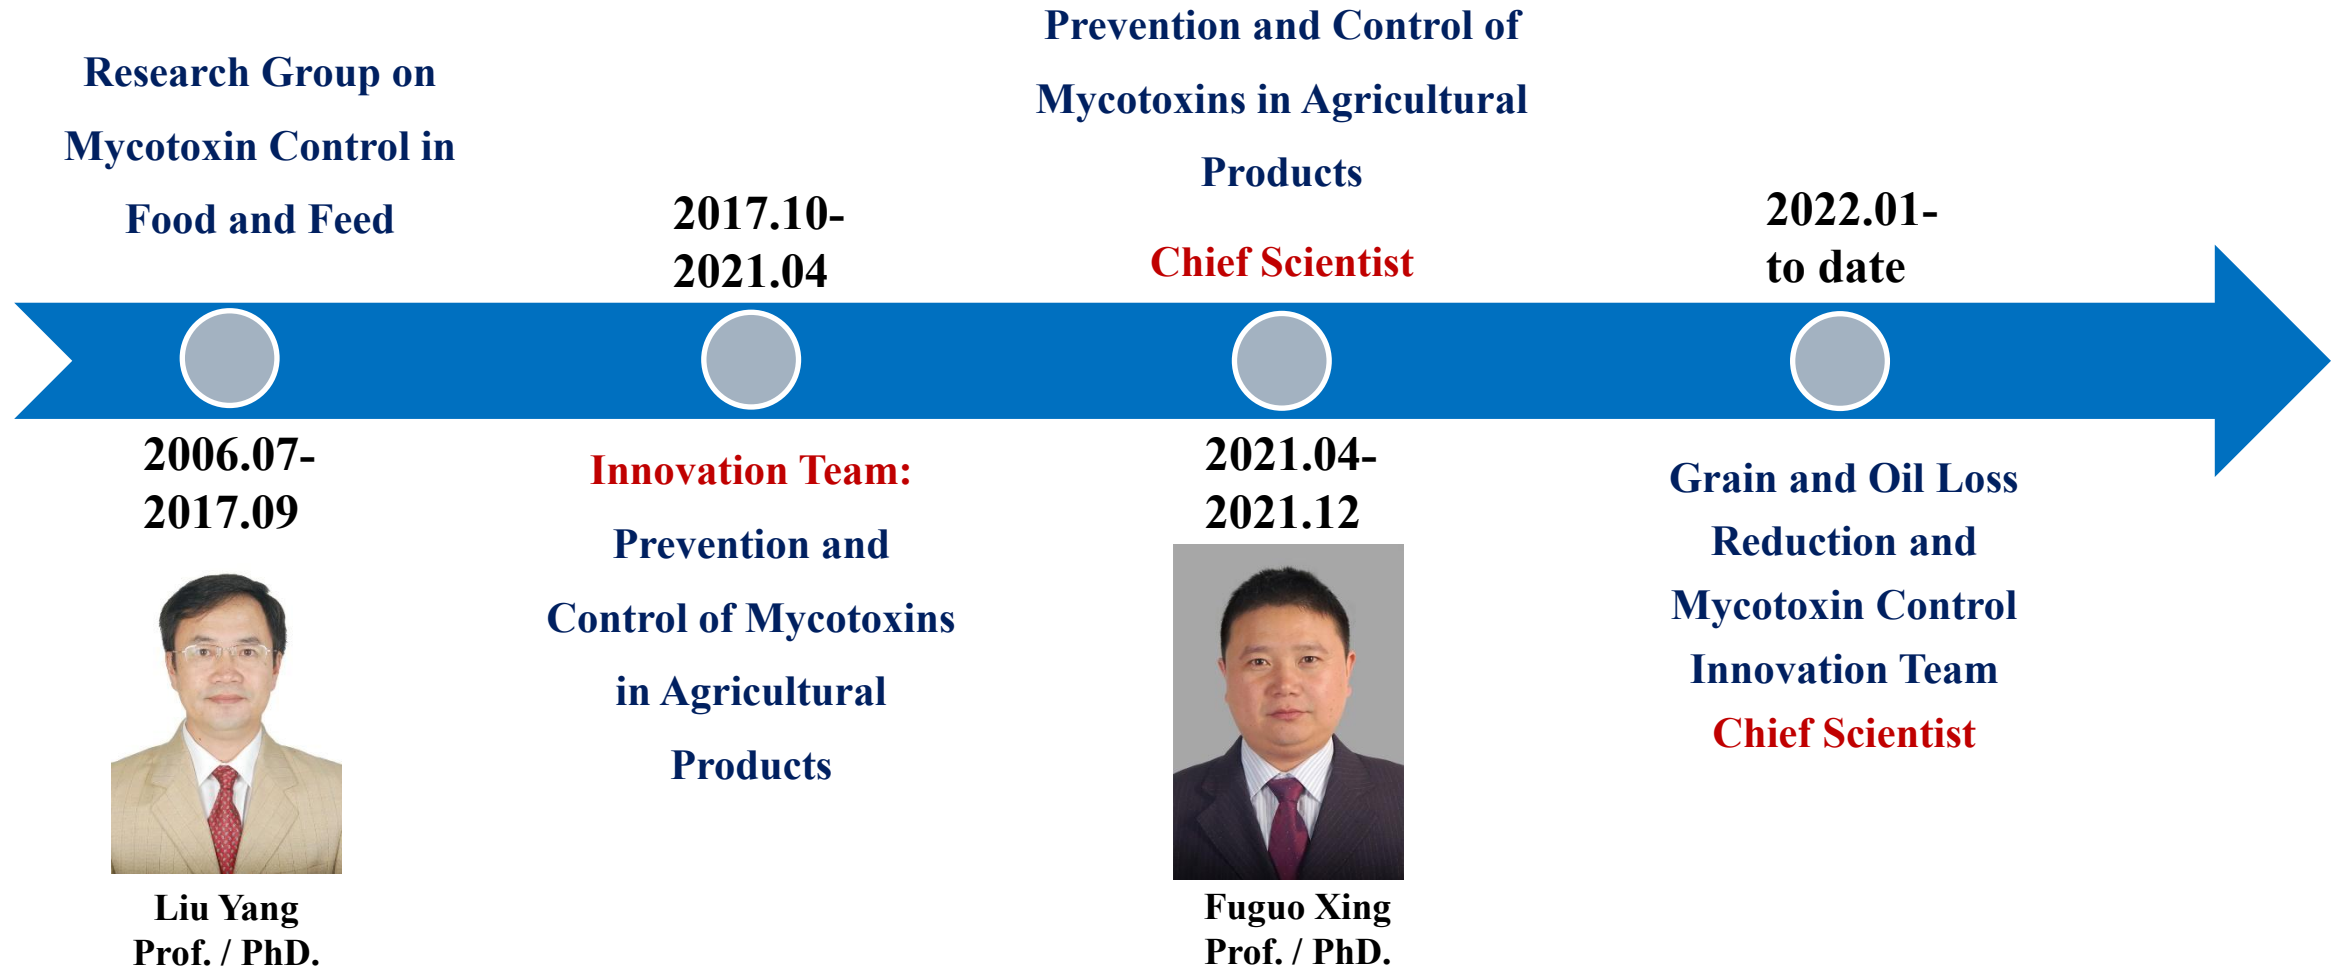 Research Group on
Mycotoxin Control in
Food and Feed
2006.07-
2017.09
Liu Yang
Prof. / PhD.
2017.10-
2021.04
Innovation Team:
Prevention and
Control of Mycotoxins
in Agricultural
Products
Prevention and Control of
Mycotoxins in Agricultural
Products
Chief Scientist
2021.04-
2021.12
Fuguo Xing
Prof. / PhD.
2022.01-
to date
Grain and Oil Loss
Reduction and
Mycotoxin Control
Innovation Team
Chief Scientist